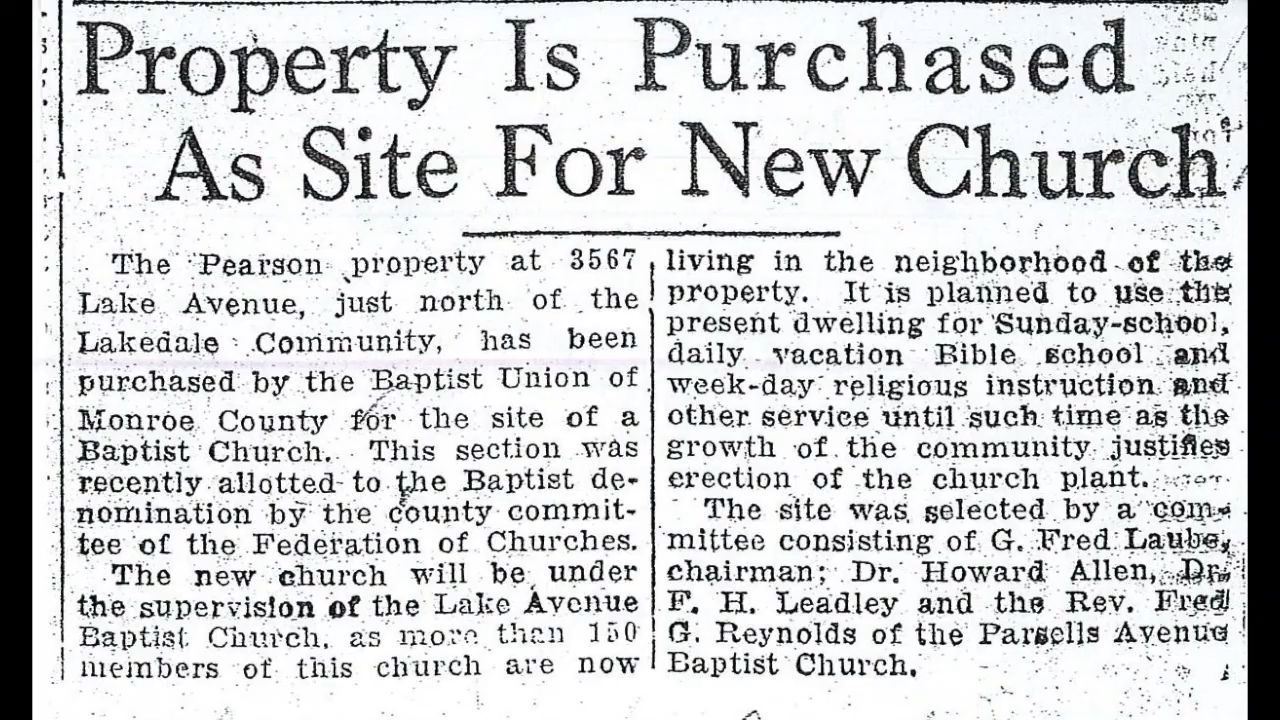 Property Is Purchased
As Site For New Church
The Pearson property at 3567
Lake Avenue, just north of the
Lakedale Community, has been
purchased by the Baptist Union of
Monroe County for the site of a
Baptist Church. This section was
recently allotted to the Baptist de-
nomination by the county commit-
tee of the Federation of Churches.
The new church will be under
the supervision of the Lake Avenue
Baptist Church, as more than 150
members of this church are now
living in the neighborhood of the
property. It is planned to use the
present dwelling for Sunday-school,
daily vacation Bible school and
week-day religious instruction and
other service until such time as the
growth of the community justifies
erection of the church plant.
The site was selected by a com-
mittee consisting of G. Fred Laube,
chairman; Dr. Howard Allen, Dr.
F. H. Leadley and the Rev. Fred
G. Reynolds of the Parsells Avenue
Baptist Church.